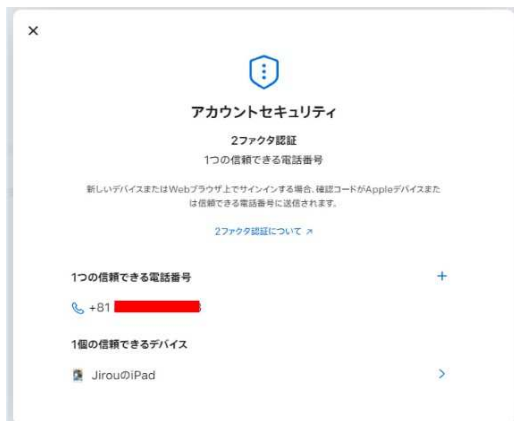 アカウントセキュリティ
2ファクタ認証
1つの信頼できる電話番号
新しいデバイスまたはWebブラウザ上でサインインする場合、確認コードがAppleデバイスまた
は信頼できる電話番号に送信されます。
2ファクタ認証について ↗
1つの信頼できる電話番号
+81
1個の信頼できるデバイス
JirouのiPad